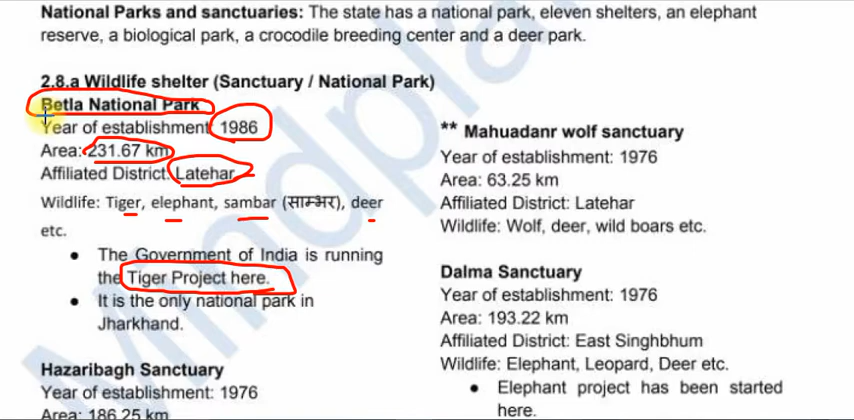 National Parks and sanctuaries: The state has a national park, eleven shelters, an elephant
reserve, a biological park, a crocodile breeding center and a deer park.
2.8.a Wildlife shelter (Sanctuary / National Park)
Betla National Park
Year of establishment: 1986
Area: 231.67 km
Affiliated District: Latehar
Wildlife: Tiger, elephant, sambar (साम्भर), deer
etc.
• The Government of India is running
the Tiger Project here.
• It is the only national park in
Jharkhand.
Hazaribagh Sanctuary
Year of establishment: 1976
Area: 186.25 km
** Mahuadanr wolf sanctuary
Year of establishment: 1976
Area: 63.25 km
Affiliated District: Latehar
Wildlife: Wolf, deer, wild boars etc.
Dalma Sanctuary
Year of establishment: 1976
Area: 193.22 km
Affiliated District: East Singhbhum
Wildlife: Elephant, Leopard, Deer etc.
• Elephant project has been started
here.